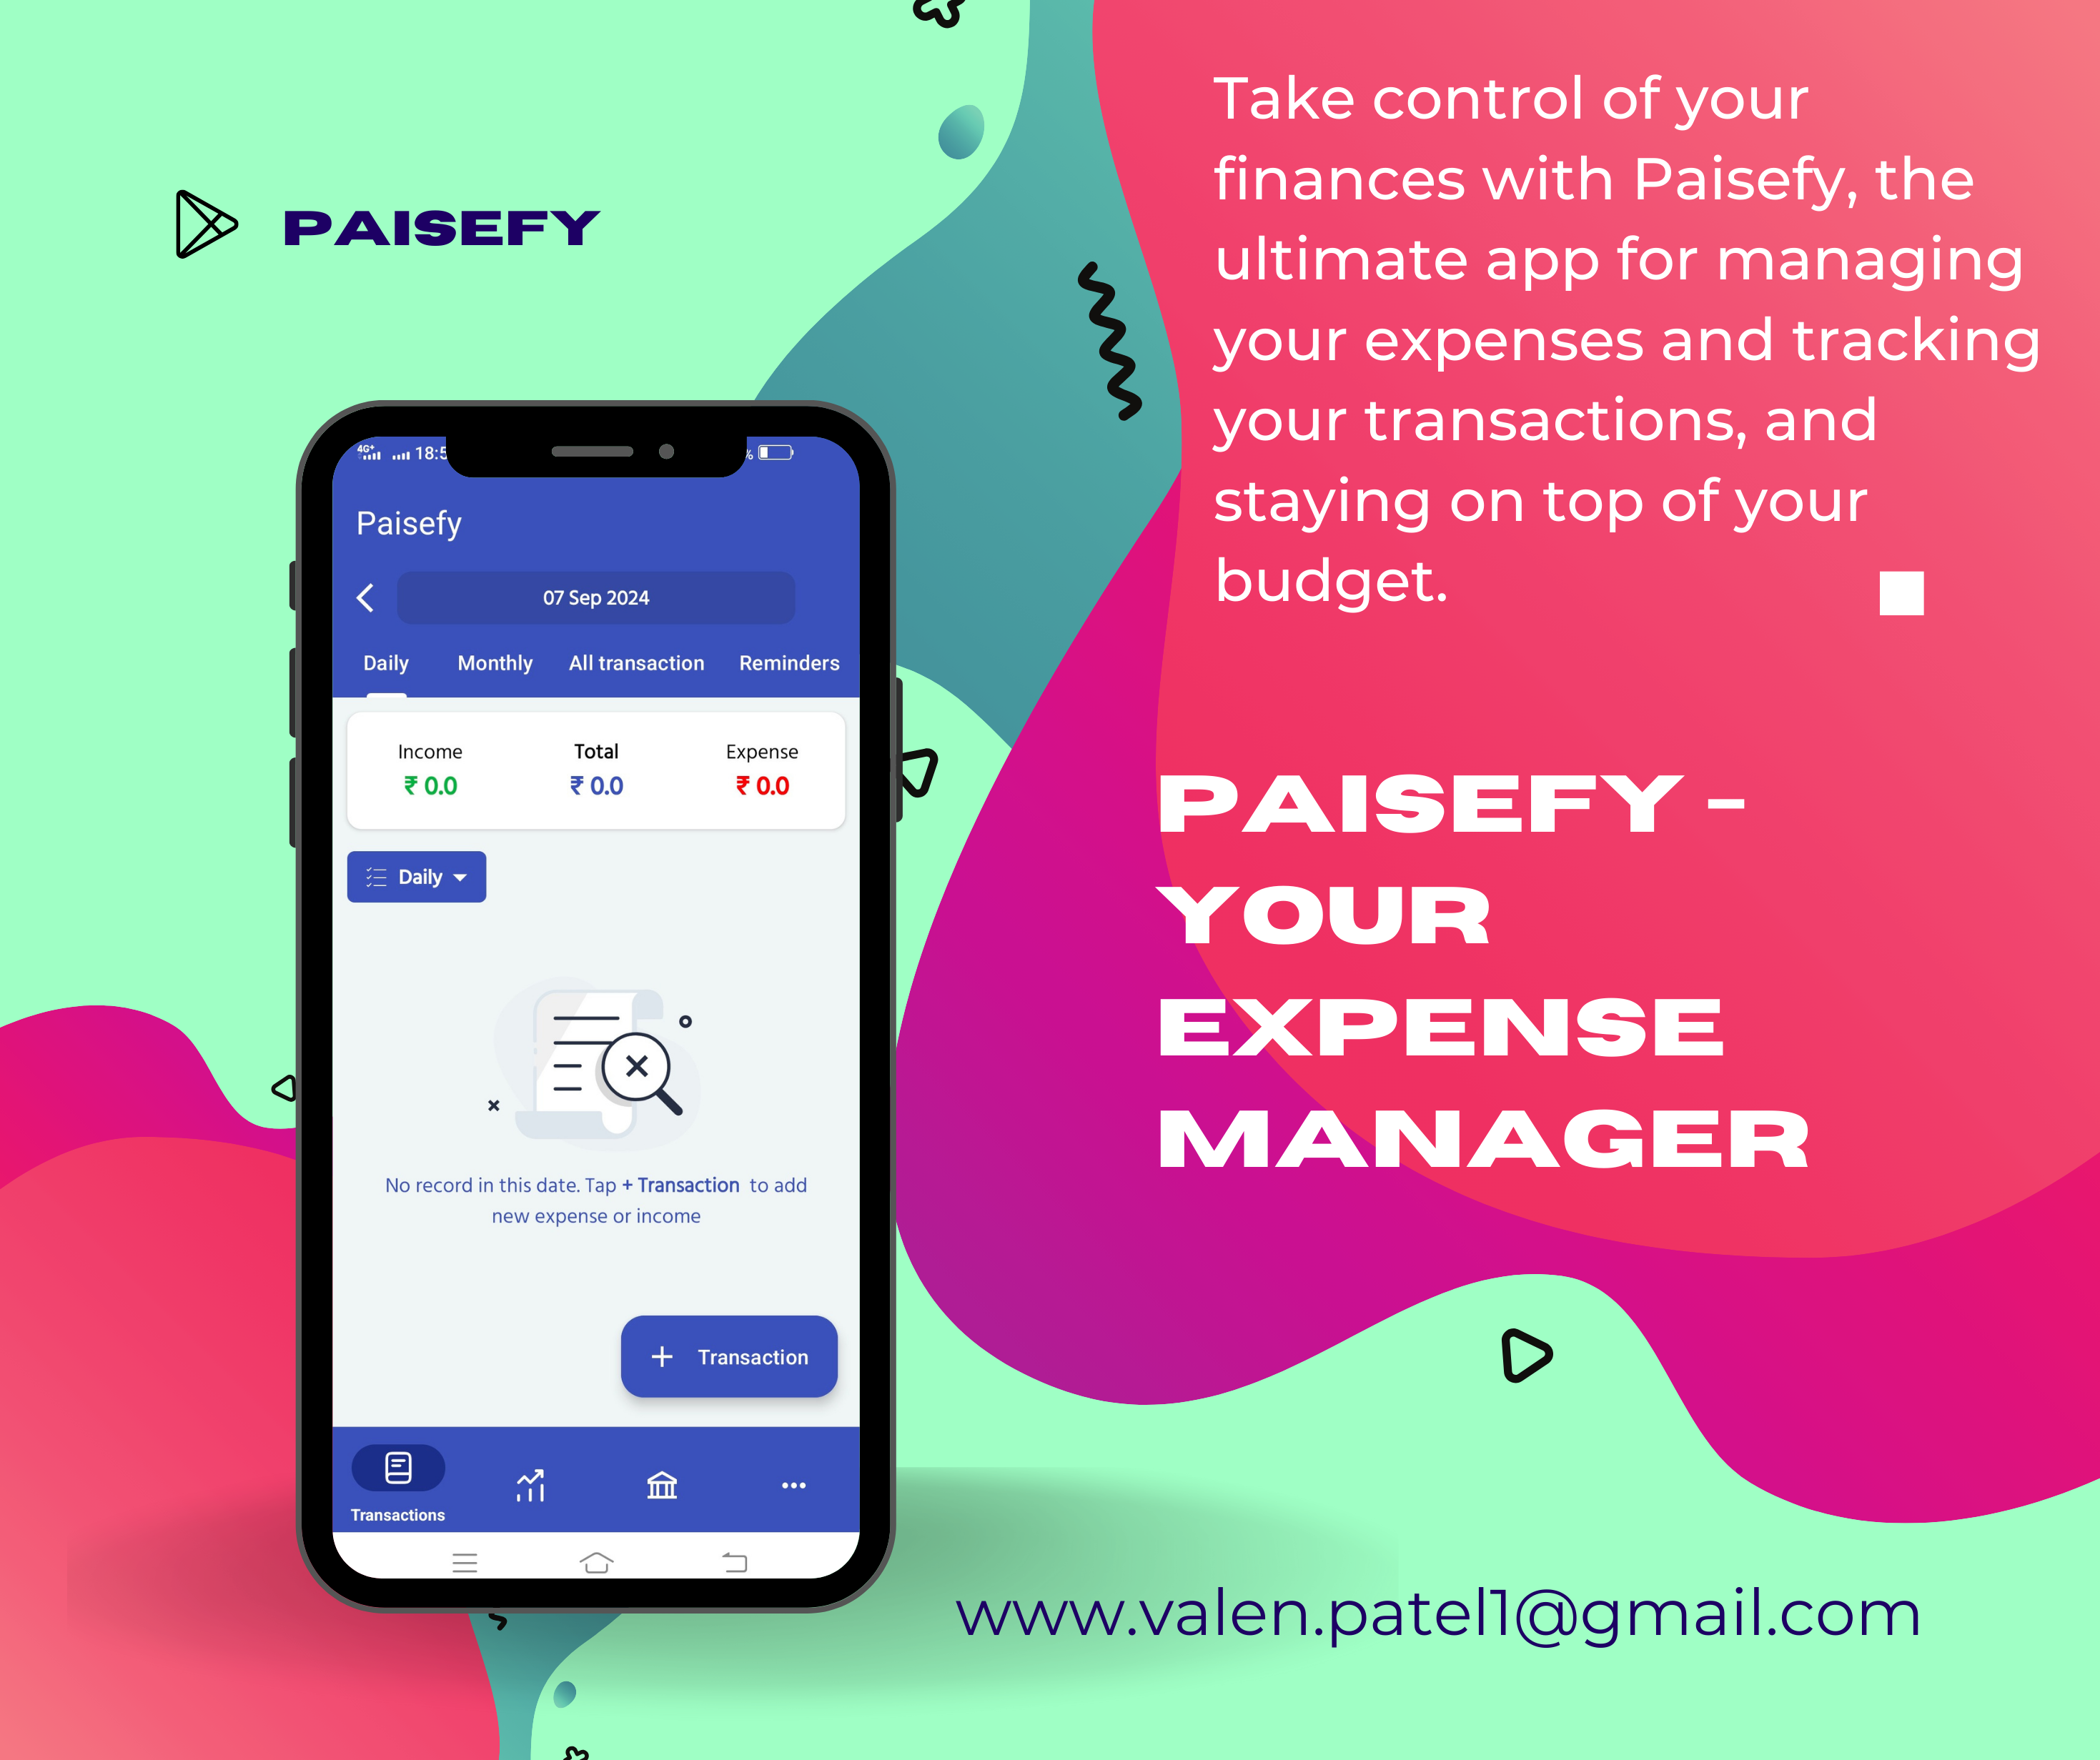 PAISEFY
Take control of your
finances with Paisefy, the
ultimate app for managing
your expenses and tracking
your transactions, and
staying on top of your
budget.
4G+ 18:5 %
Paisefy
07 Sep 2024
Daily Monthly All transaction Reminders
Income Total Expense
₹ 0.0 ₹ 0.0 ₹ 0.0
Daily
No record in this date. Tap + Transaction to add
new expense or income
+ Transaction
Transactions
PAISEFY -
YOUR
EXPENSE
MANAGER
www.valen.patel1@gmail.com